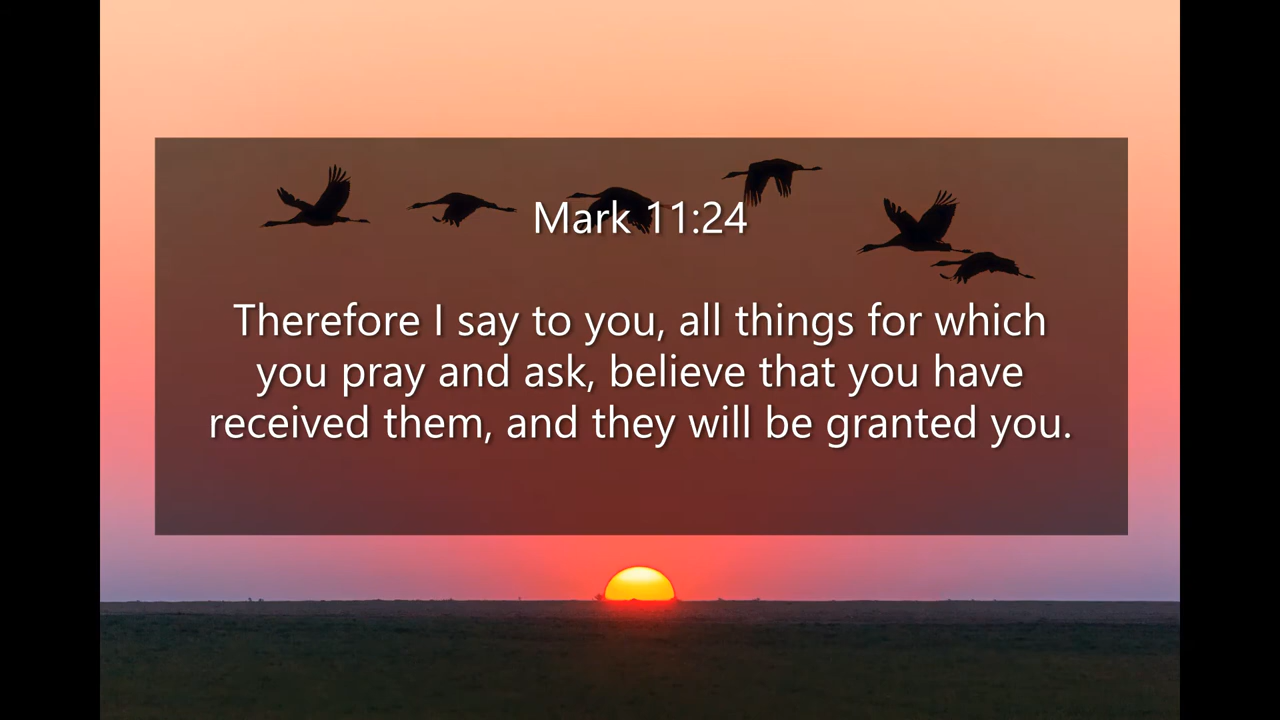 Mark 11:24
Therefore I say to you, all things for which
you pray and ask, believe that you have
received them, and they will be granted you.